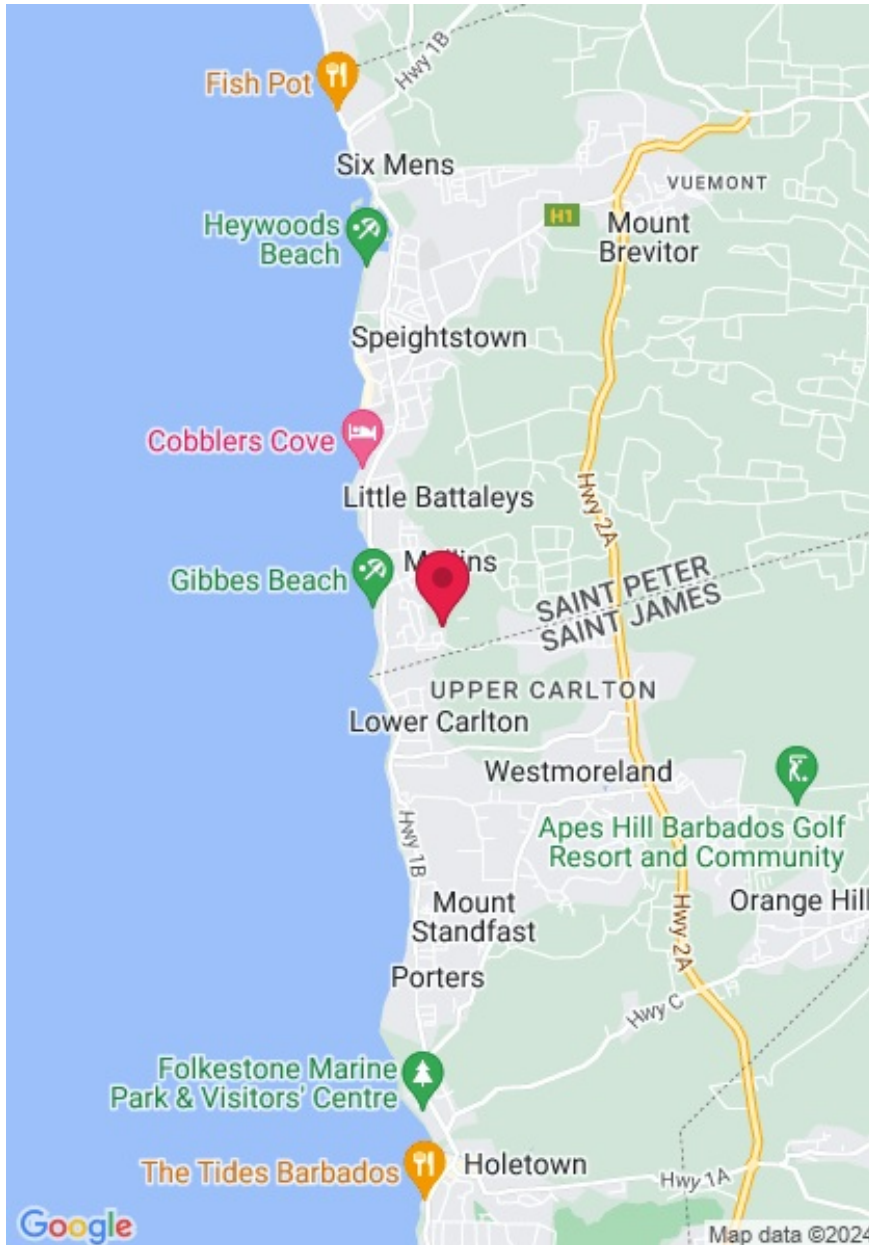 Fish Pot
Hwy 1B
Six Mens
VUEMONT
Heywoods
Beach
H1
Mount
Brevitor
Speightstown
Cobblers Cove
Hwy 2A
Little Battaleys
Gibbes Beach
SAINT PETER
SAINT JAMES
UPPER CARLTON
Lower Carlton
Westmoreland
Hwy 1B
Apes Hill Barbados Golf
Resort and Community
Mount
Standfast
Hwy 2A
Orange Hill
Porters
Hwy C
Folkestone Marine
Park & Visitors' Centre
The Tides Barbados
Holetown
Hwy 1A
Google
Map data ©2024